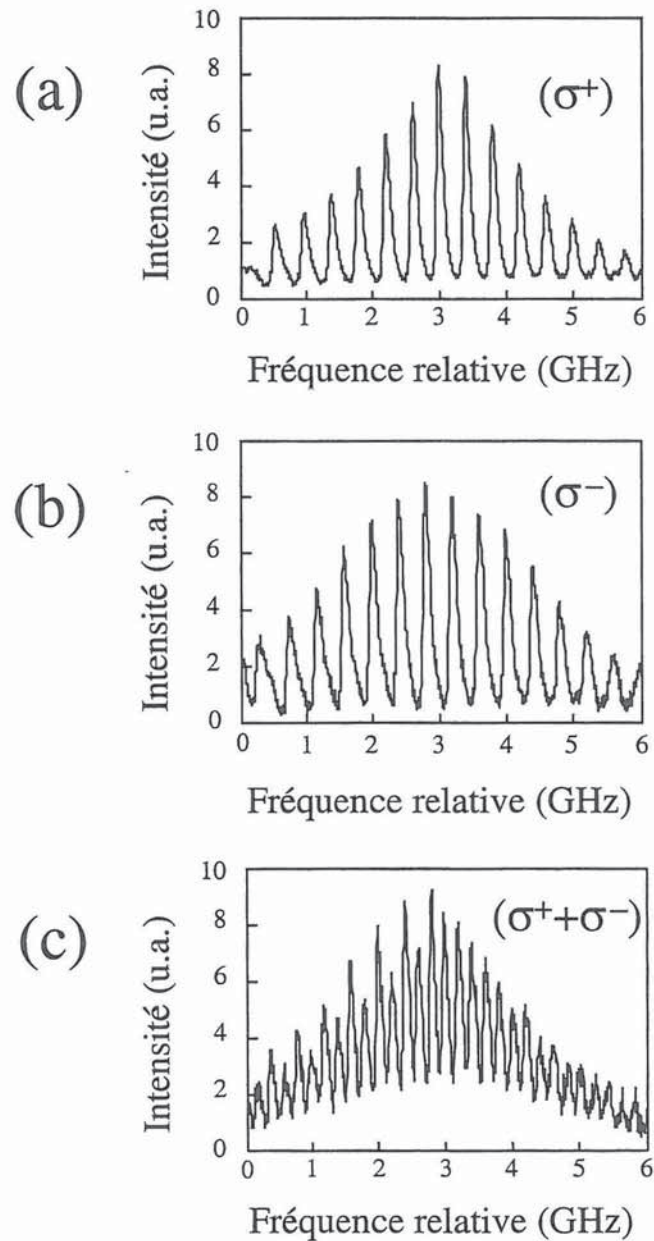 (a)
Intensité (u.a.)
10
8
6
4
2
0
(σ⁺)
0 1 2 3 4 5 6
Fréquence relative (GHz)
(b)
Intensité (u.a.)
10
8
6
4
2
0
(σ⁻)
0 1 2 3 4 5 6
Fréquence relative (GHz)
(c)
Intensité (u.a.)
10
8
6
4
2
0
(σ⁺+σ⁻)
0 1 2 3 4 5 6
Fréquence relative (GHz)